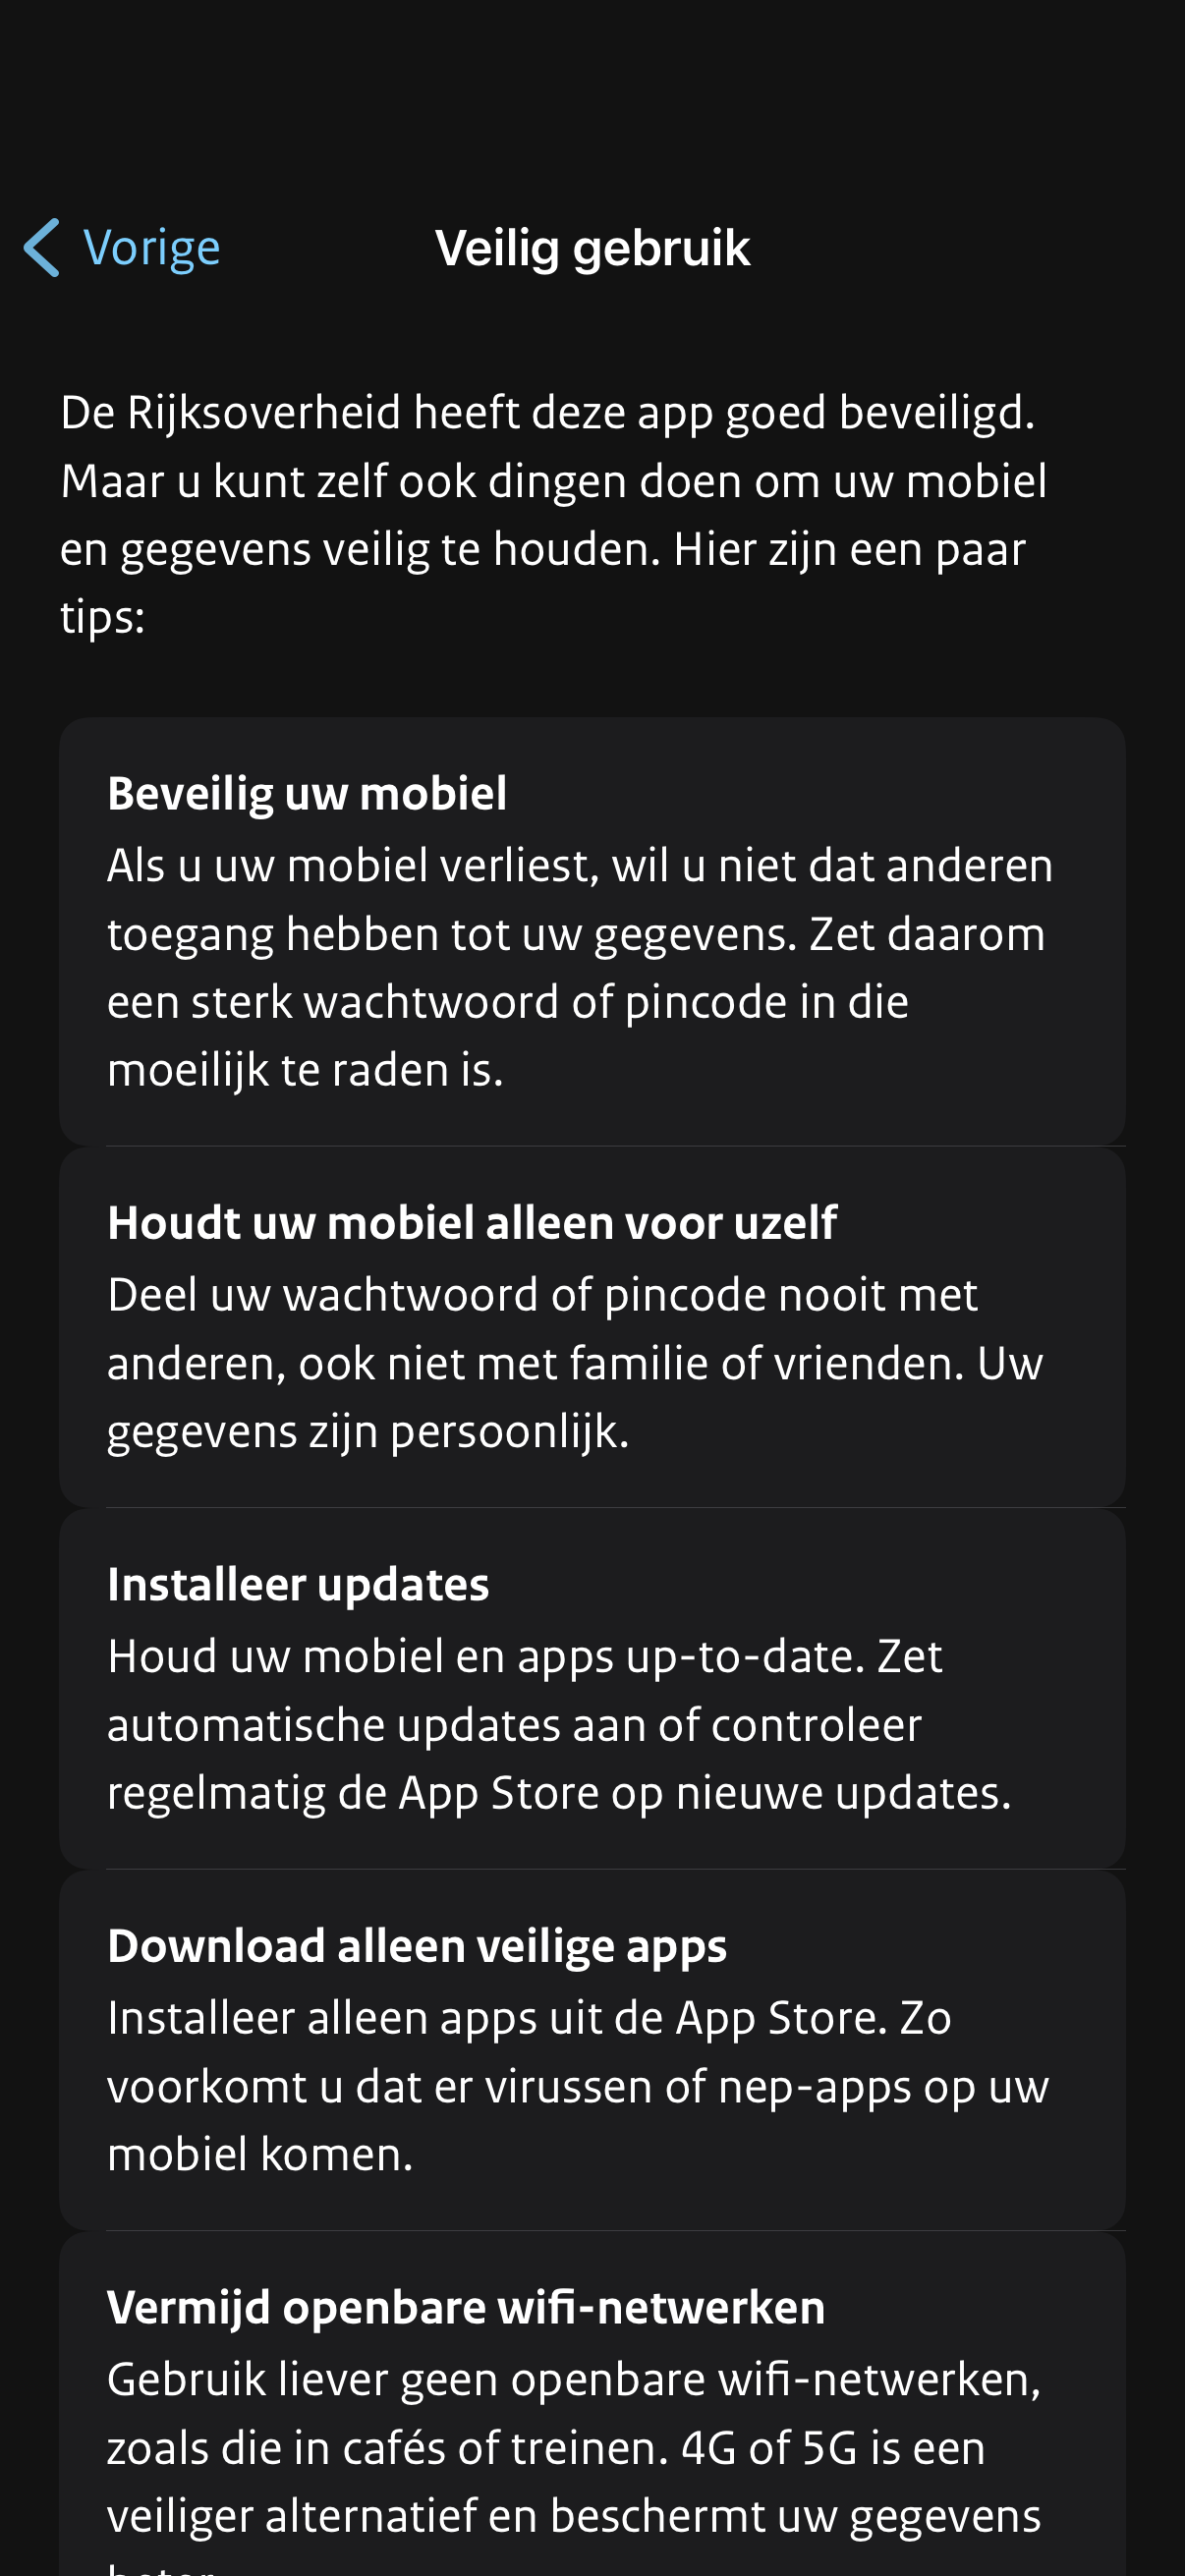 Vorige
Veilig gebruik
De Rijksoverheid heeft deze app goed beveiligd.
Maar u kunt zelf ook dingen doen om uw mobiel
en gegevens veilig te houden. Hier zijn een paar
tips:
Beveilig uw mobiel
Als u uw mobiel verliest, wil u niet dat anderen
toegang hebben tot uw gegevens. Zet daarom
een sterk wachtwoord of pincode in die
moeilijk te raden is.
Houdt uw mobiel alleen voor uzelf
Deel uw wachtwoord of pincode nooit met
anderen, ook niet met familie of vrienden. Uw
gegevens zijn persoonlijk.
Installeer updates
Houd uw mobiel en apps up-to-date. Zet
automatische updates aan of controleer
regelmatig de App Store op nieuwe updates.
Download alleen veilige apps
Installeer alleen apps uit de App Store. Zo
voorkomt u dat er virussen of nep-apps op uw
mobiel komen.
Vermijd openbare wifi-netwerken
Gebruik liever geen openbare wifi-netwerken,
zoals die in cafés of treinen. 4G of 5G is een
veiliger alternatief en beschermt uw gegevens